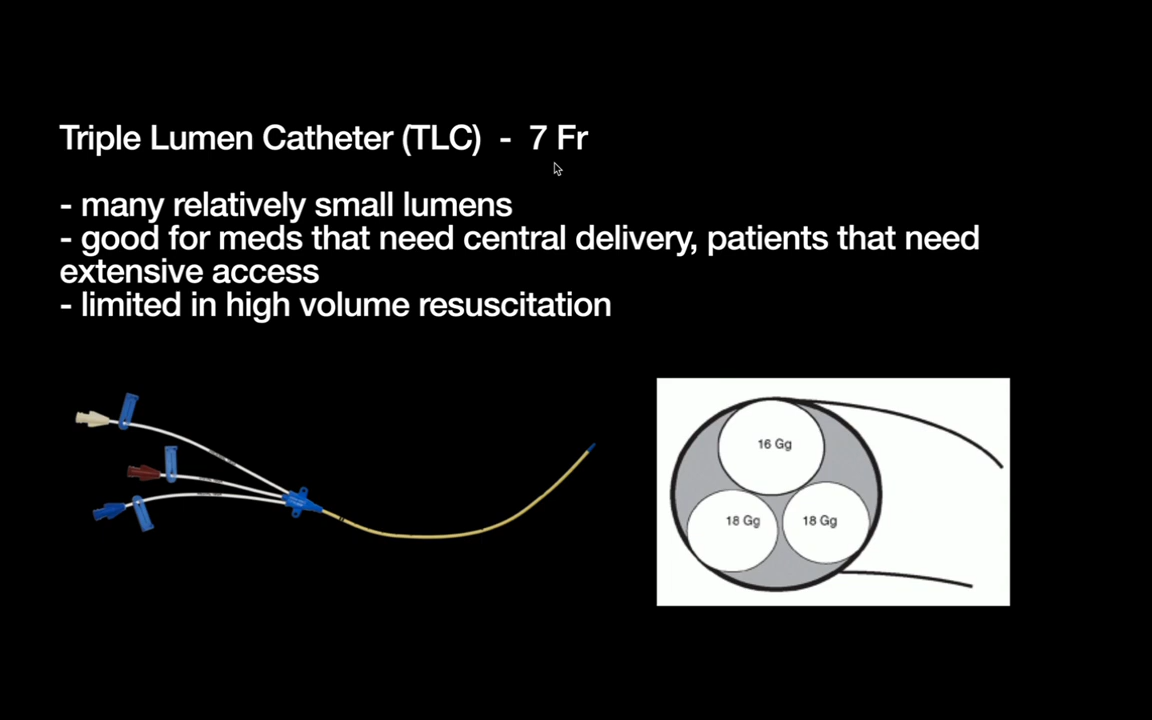 Triple Lumen Catheter (TLC) - 7 Fr
- many relatively small lumens
- good for meds that need central delivery, patients that need
extensive access
- limited in high volume resuscitation
16 Gg
18 Gg
18 Gg